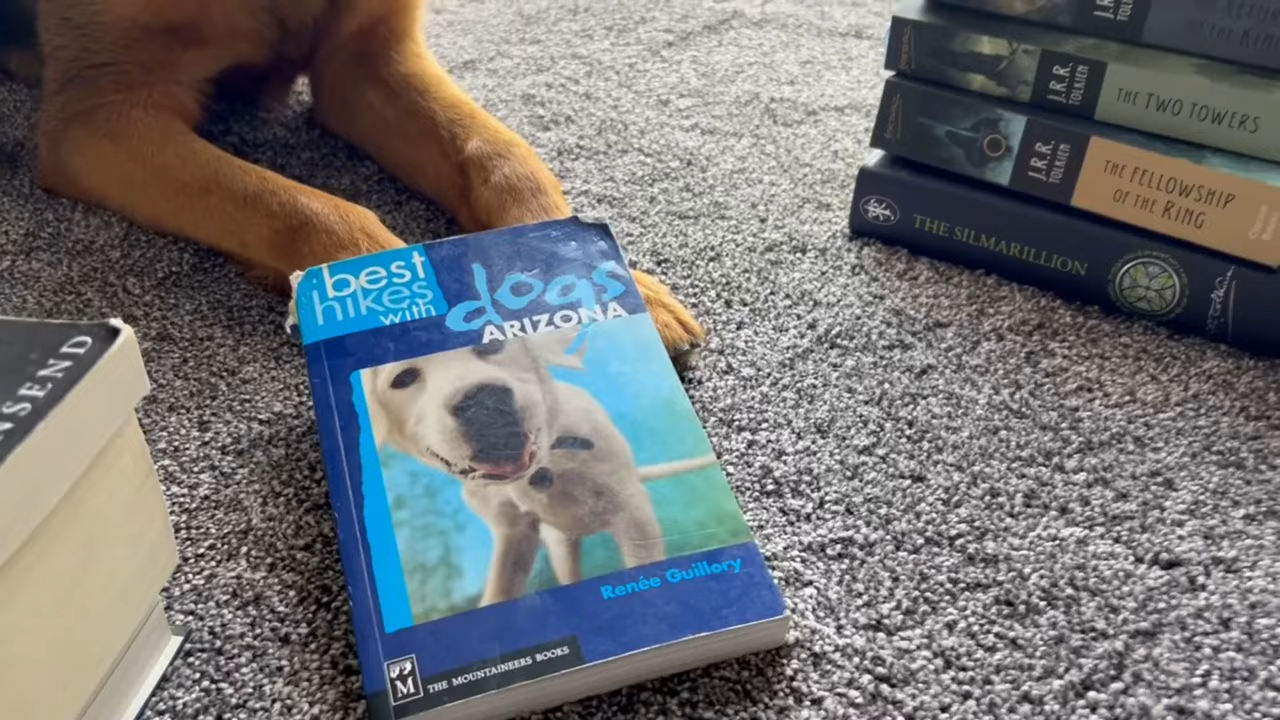 best
hikes
with
dogs
ARIZONA
Renée Guillory
M
THE MOUNTAINEERS BOOKS
NSEND
J.R.R.
J.R.R.
TOLKIEN
THE TWO TOWERS
J.R.R.
TOLKIEN
THE FELLOWSHIP
OF THE RING
THE SILMARILLION